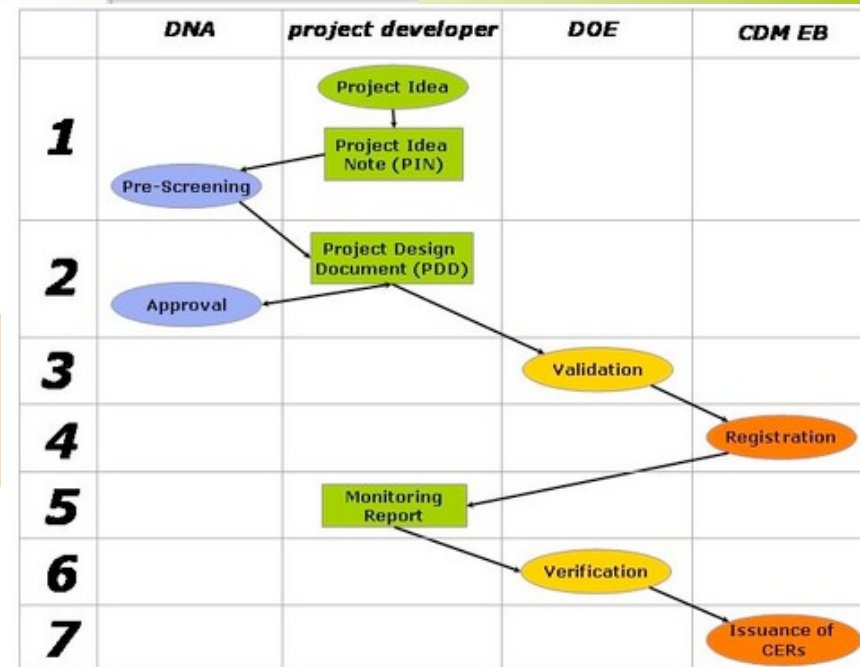 DNA project developer DOE CDM EB
1
Project Idea
Project Idea
Note (PIN)
Pre-Screening
2
Project Design
Document (PDD)
Approval
3
Validation
4
Registration
5
Monitoring
Report
6
Verification
7
Issuance of
CERs